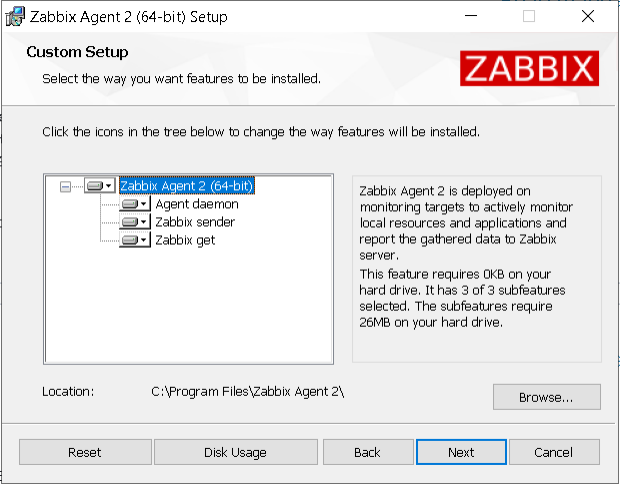 Zabbix Agent 2 (64-bit) Setup
Custom Setup
Select the way you want features to be installed.
ZABBIX
Click the icons in the tree below to change the way features will be installed.
Zabbix Agent 2 (64-bit)
Agent daemon
Zabbix sender
Zabbix get
Zabbix Agent 2 is deployed on
monitoring targets to actively monitor
local resources and applications and
report the gathered data to Zabbix
server.
This feature requires 0KB on your
hard drive. It has 3 of 3 subfeatures
selected. The subfeatures require
26MB on your hard drive.
Location: C:\Program Files\Zabbix Agent 2\
Browse...
Reset Disk Usage Back Next Cancel